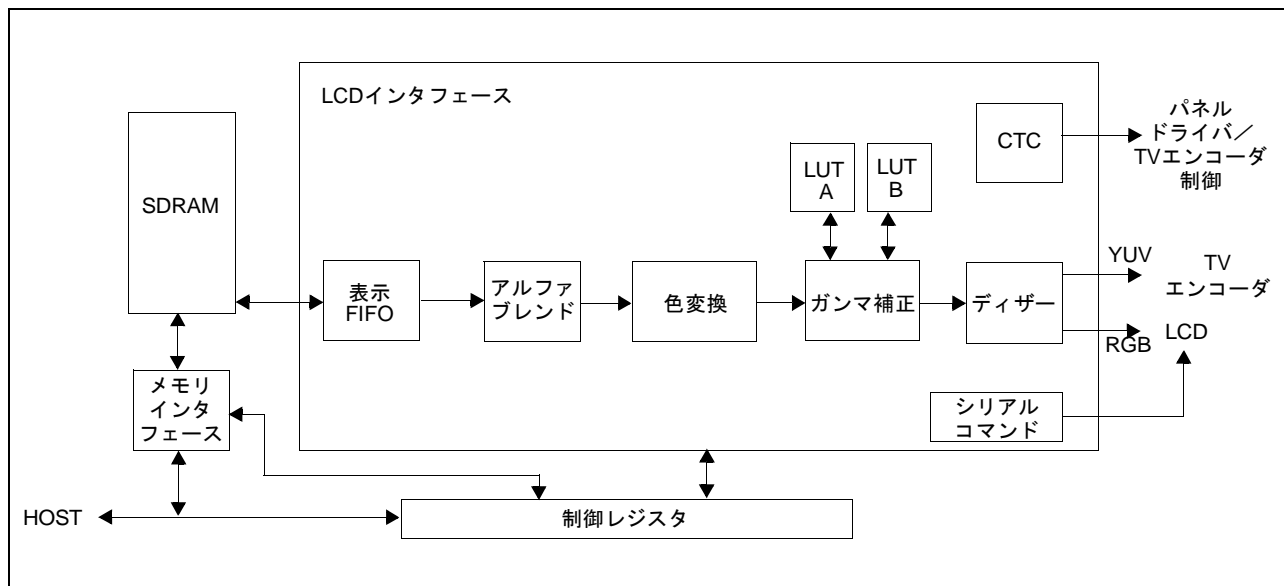 LCDインタフェース
SDRAM
CTC
パネル
ドライバ／
TVエンコーダ
制御
LUT
A
LUT
B
表示
FIFO
アルファ
ブレンド
色変換
ガンマ補正
ディザー
YUV
TV
エンコーダ
RGB
LCD
メモリ
インタ
フェース
シリアル
コマンド
HOST
制御レジスタ